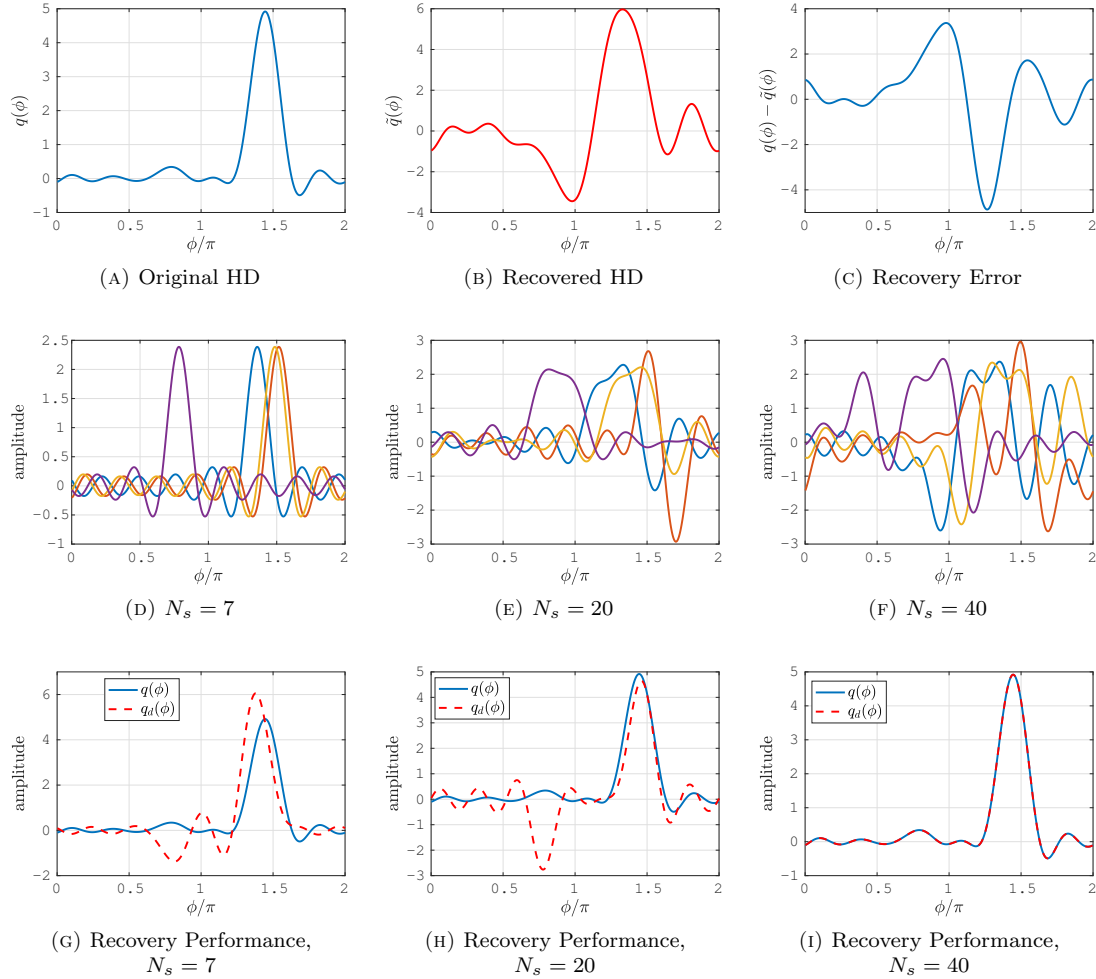 5
4
3
2
1
0
−1
q(ϕ)
0
0.5
1
1.5
2
ϕ/π
(A) Original HD
6
4
2
0
−2
−4
q̃(ϕ)
0
0.5
1
1.5
2
ϕ/π
(B) Recovered HD
4
2
0
−2
−4
q(ϕ) − q̃(ϕ)
0
0.5
1
1.5
2
ϕ/π
(C) Recovery Error
2.5
2
1.5
1
0.5
0
−0.5
−1
amplitude
0
0.5
1
1.5
2
ϕ/π
(D) N_s = 7
3
2
1
0
−1
−2
−3
amplitude
0
0.5
1
1.5
2
ϕ/π
(E) N_s = 20
3
2
1
0
−1
−2
−3
amplitude
0
0.5
1
1.5
2
ϕ/π
(F) N_s = 40
6
4
2
0
−2
amplitude
q(ϕ)
q_d(ϕ)
0
0.5
1
1.5
2
ϕ/π
(G) Recovery Performance,
N_s = 7
5
4
3
2
1
0
−1
−2
−3
amplitude
q(ϕ)
q_d(ϕ)
0
0.5
1
1.5
2
ϕ/π
(H) Recovery Performance,
N_s = 20
5
4
3
2
1
0
−1
amplitude
q(ϕ)
q_d(ϕ)
0
0.5
1
1.5
2
ϕ/π
(I) Recovery Performance,
N_s = 40